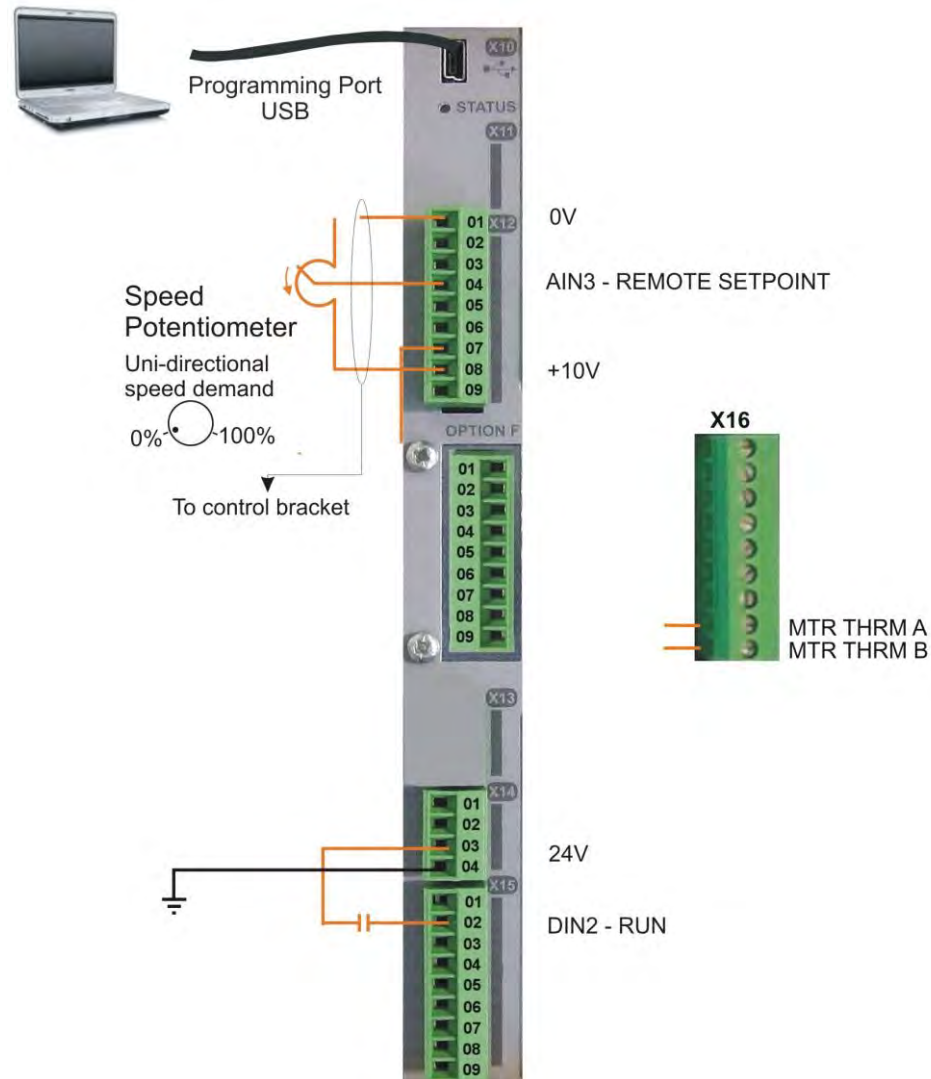 X10
Programming Port
USB
STATUS
X11
01 X12
0V
02
03
04
AIN3 - REMOTE SETPOINT
05
06
07
08
+10V
09
Speed
Potentiometer
Uni-directional
speed demand
0%
100%
To control bracket
OPTION F
01
02
03
04
05
06
07
08
09
X16
MTR THRM A
MTR THRM B
X13
X14
01
02
03
24V
04
X15
01
02
DIN2 - RUN
03
04
05
06
07
08
09